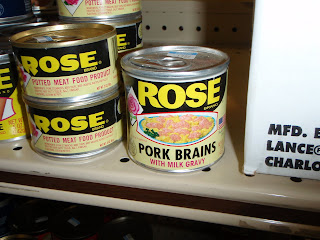 ROSE
BRAND
POTTED MEAT FOOD PRODUCT
ROSE
POTTED MEAT FOOD PRODUCT
ROSE
BRAND
PORK BRAINS
WITH MILK GRAVY
MFD. B
LANCE
CHARLO